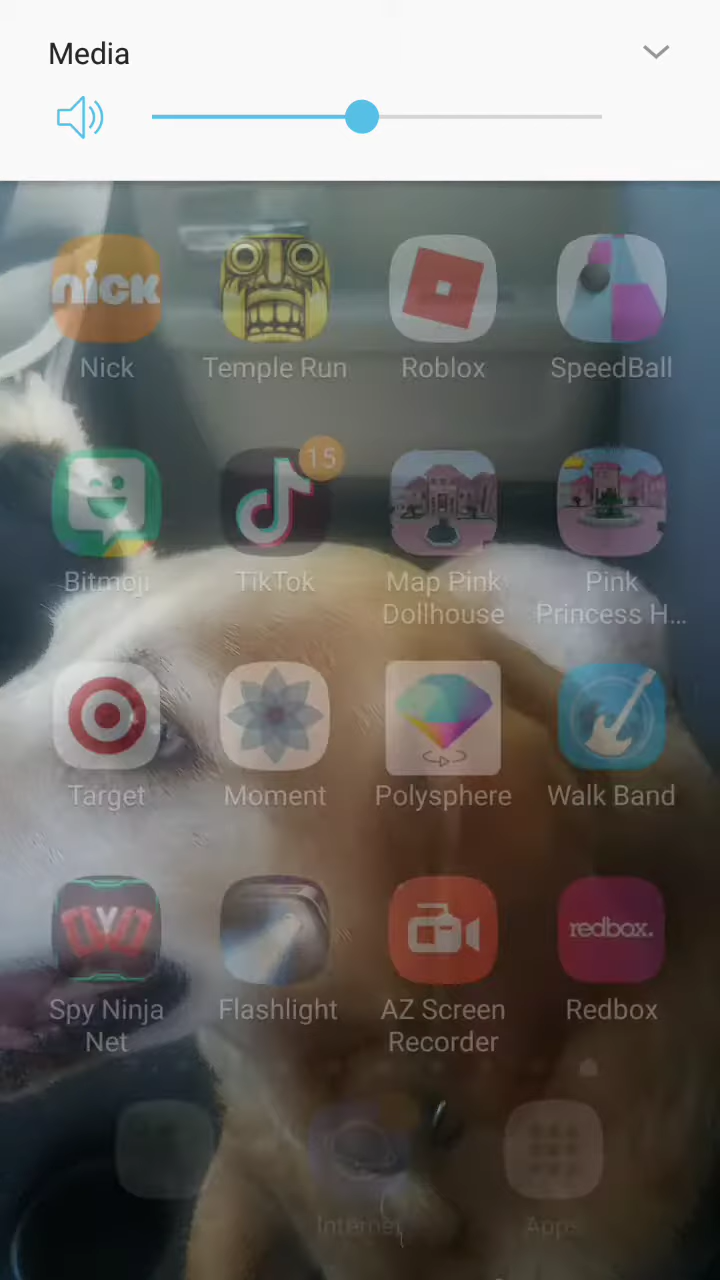 Media
nick
Nick
Temple Run
Roblox
SpeedBall
15
Bitmoji
TikTok
Map Pink
Dollhouse
Pink
Princess H...
Target
Moment
Polysphere
Walk Band
redbox.
Spy Ninja
Net
Flashlight
AZ Screen
Recorder
Redbox
Internet
Apps